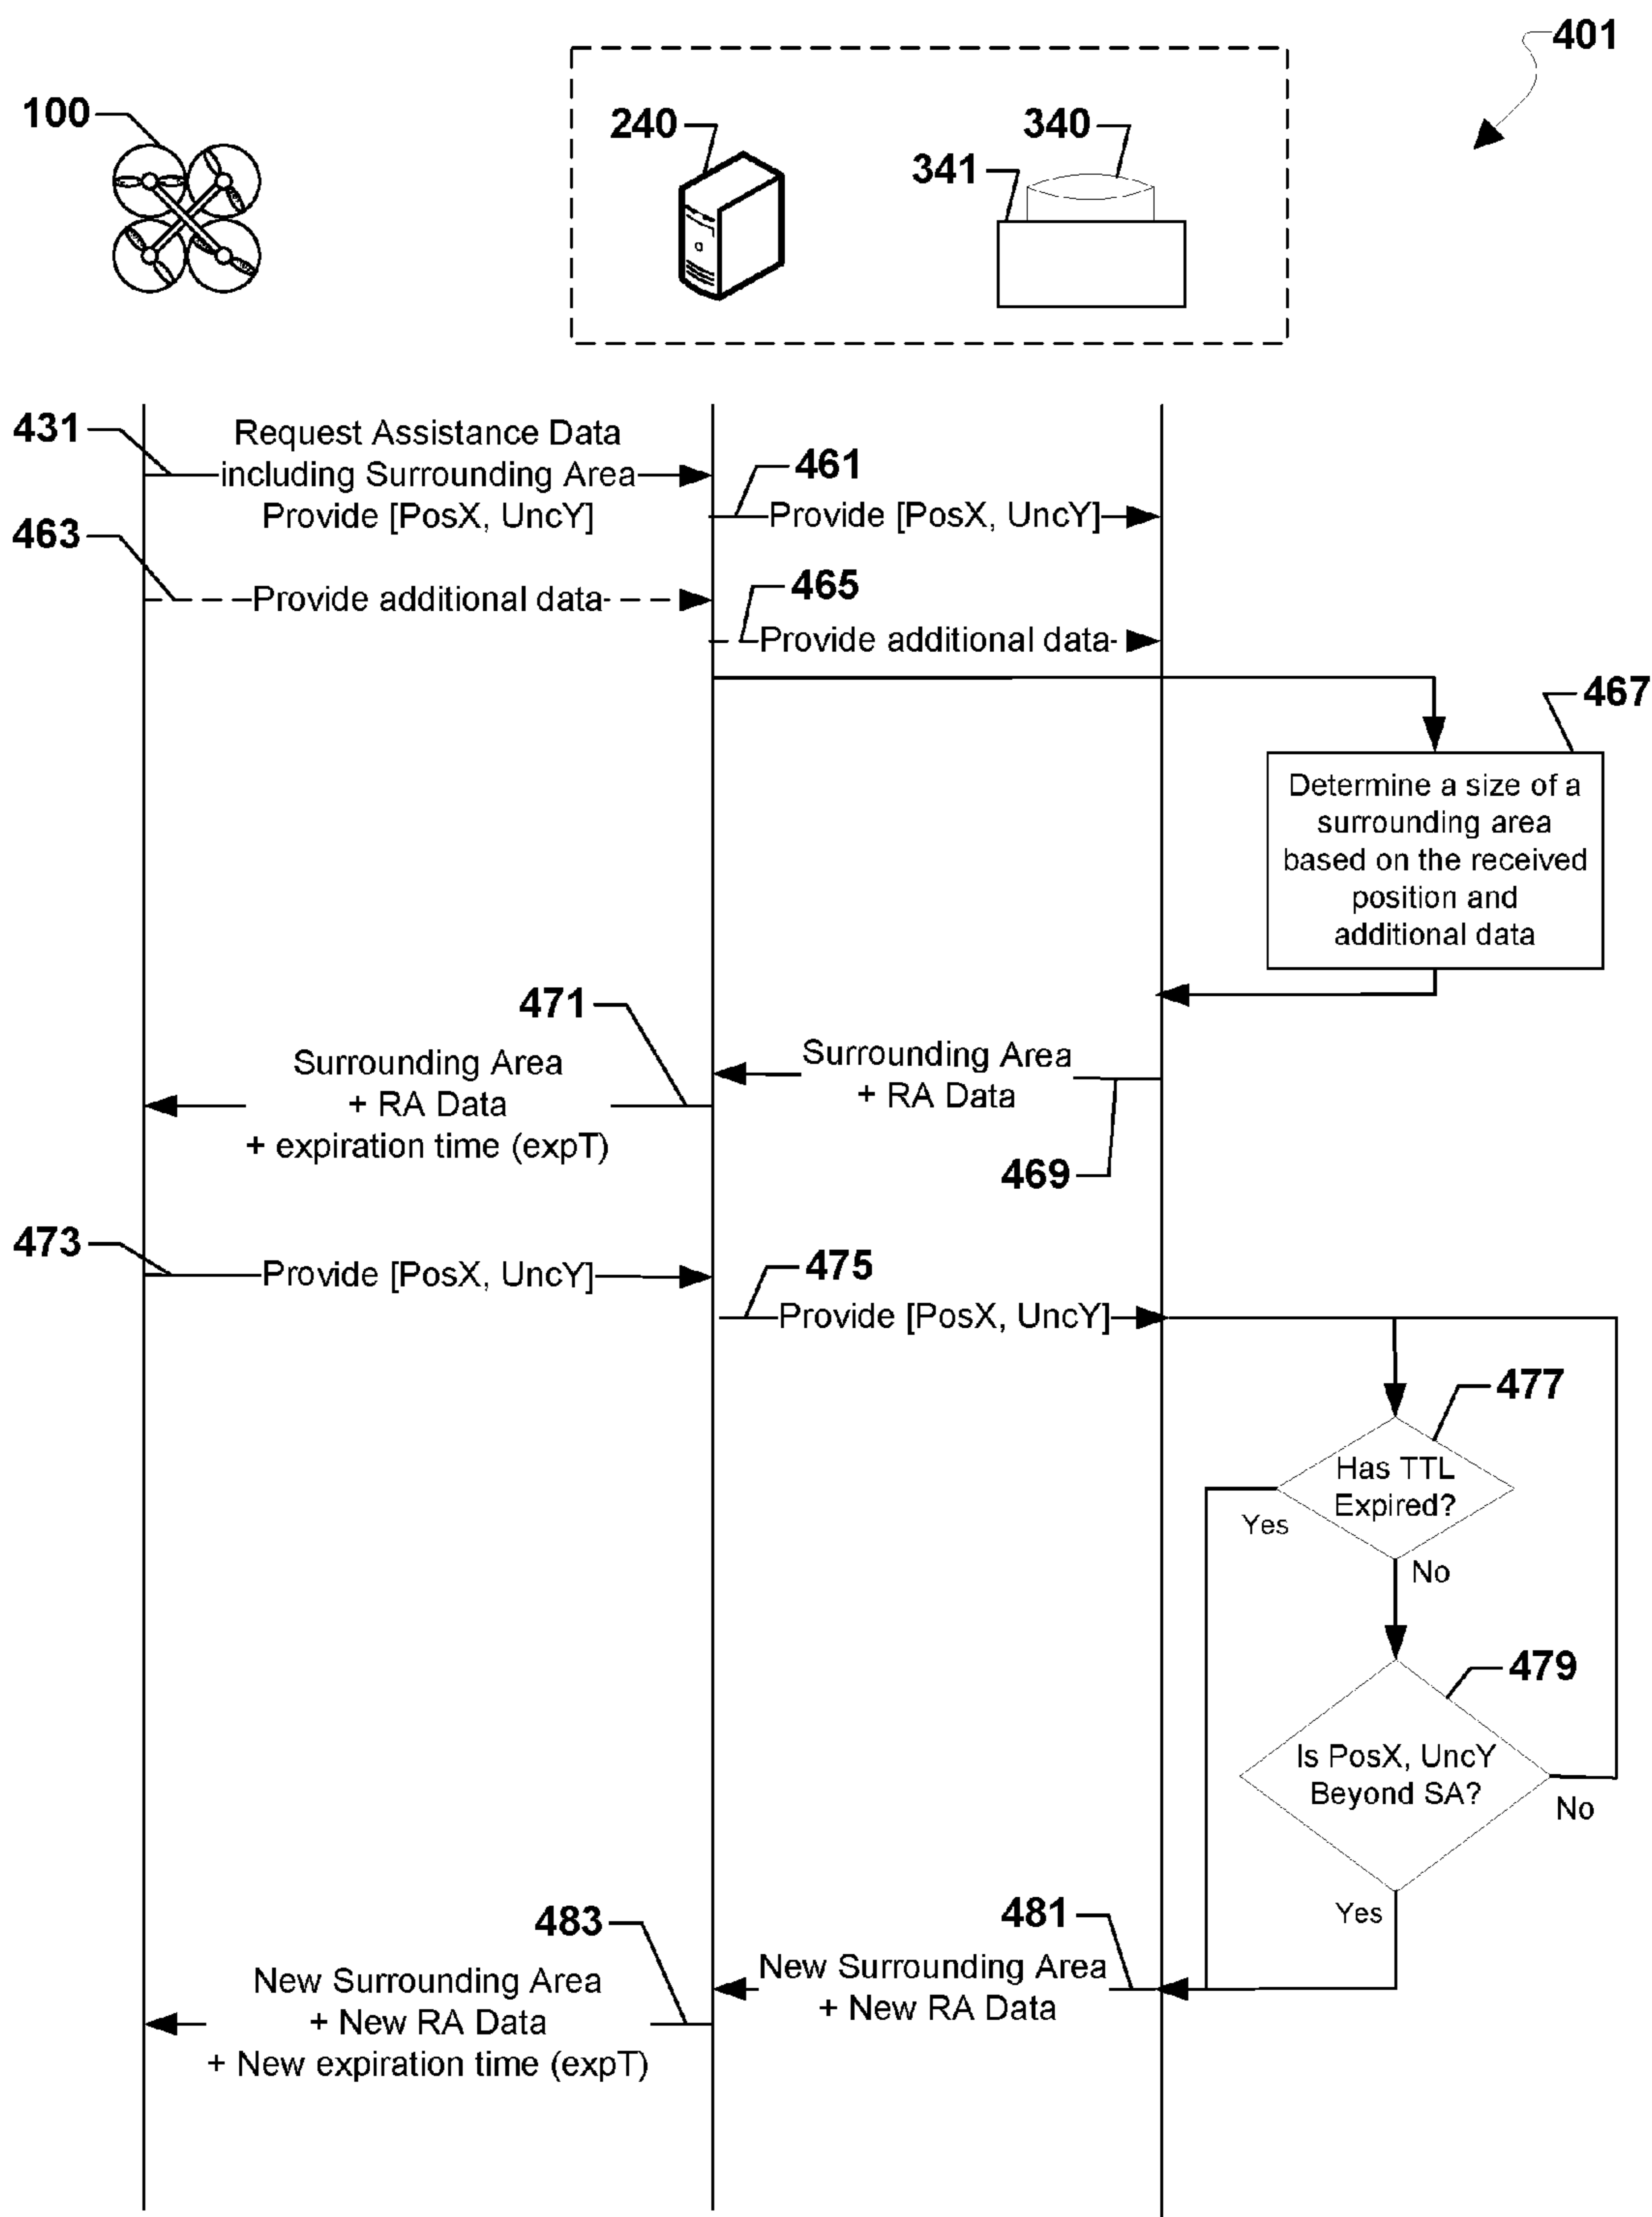 401
100
240
340
341
431
Request Assistance Data
including Surrounding Area
Provide [PosX, UncY]
461
Provide [PosX, UncY]
463
Provide additional data
465
Provide additional data
467
Determine a size of a
surrounding area
based on the received
position and
additional data
471
Surrounding Area
+ RA Data
+ expiration time (expT)
Surrounding Area
+ RA Data
469
473
Provide [PosX, UncY]
475
Provide [PosX, UncY]
477
Has TTL
Expired?
Yes
No
479
Is PosX, UncY
Beyond SA?
No
Yes
483
New Surrounding Area
+ New RA Data
+ New expiration time (expT)
481
New Surrounding Area
+ New RA Data